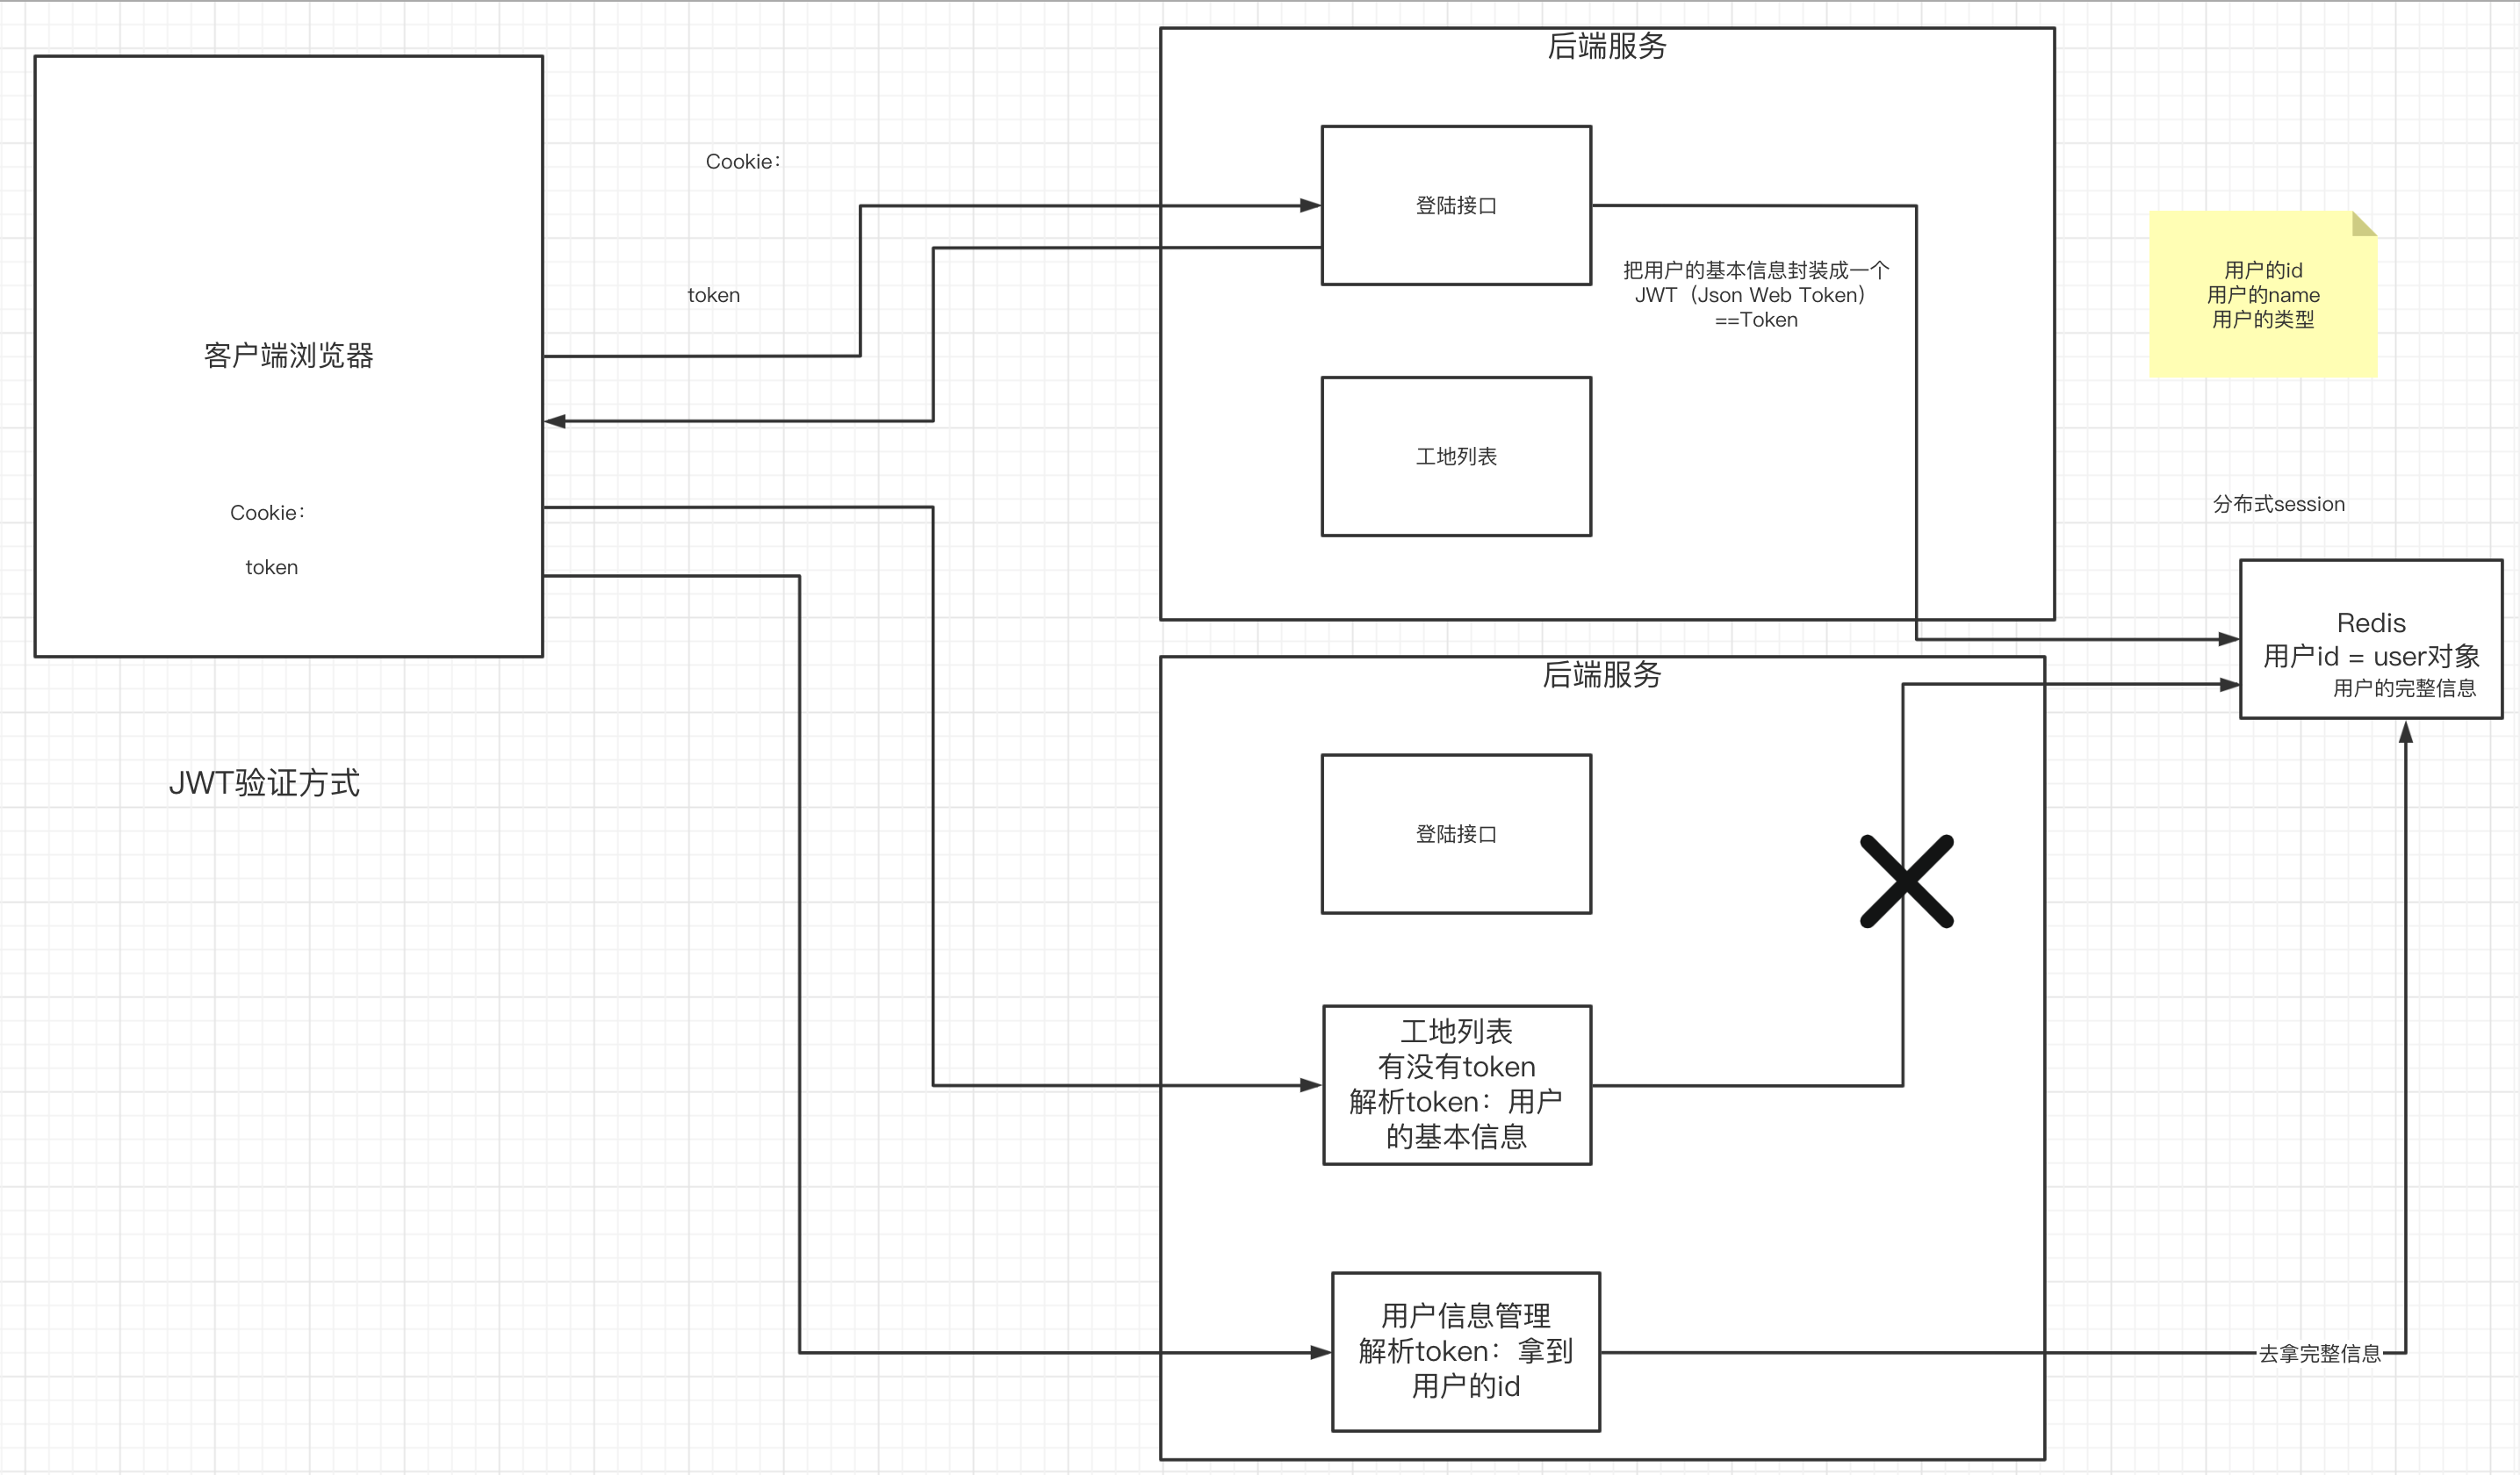 后端服务
Cookie：
登陆接口
把用户的基本信息封装成一个
JWT（Json Web Token）
==Token
用户的id
用户的name
用户的类型
token
客户端浏览器
工地列表
Cookie：
token
分布式session
Redis
用户id = user对象
用户的完整信息
JWT验证方式
后端服务
登陆接口
工地列表
有没有token
解析token：用户
的基本信息
用户信息管理
解析token：拿到
用户的id
去拿完整信息